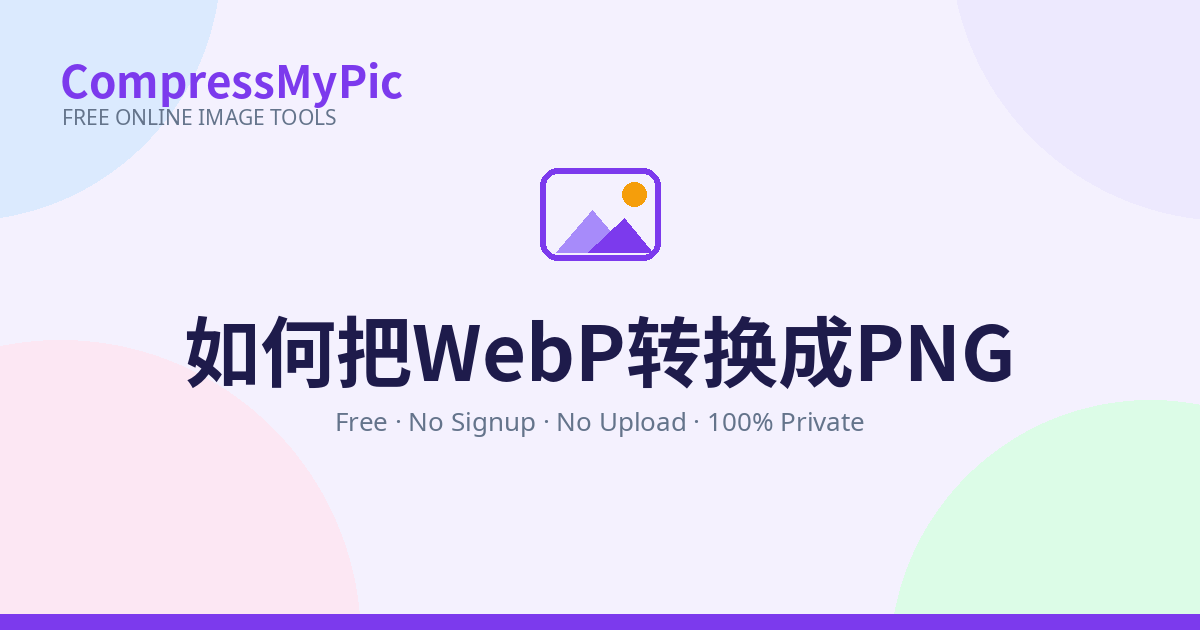 CompressMyPic
FREE ONLINE IMAGE TOOLS
如何把WebP转换成PNG
Free · No Signup · No Upload · 100% Private